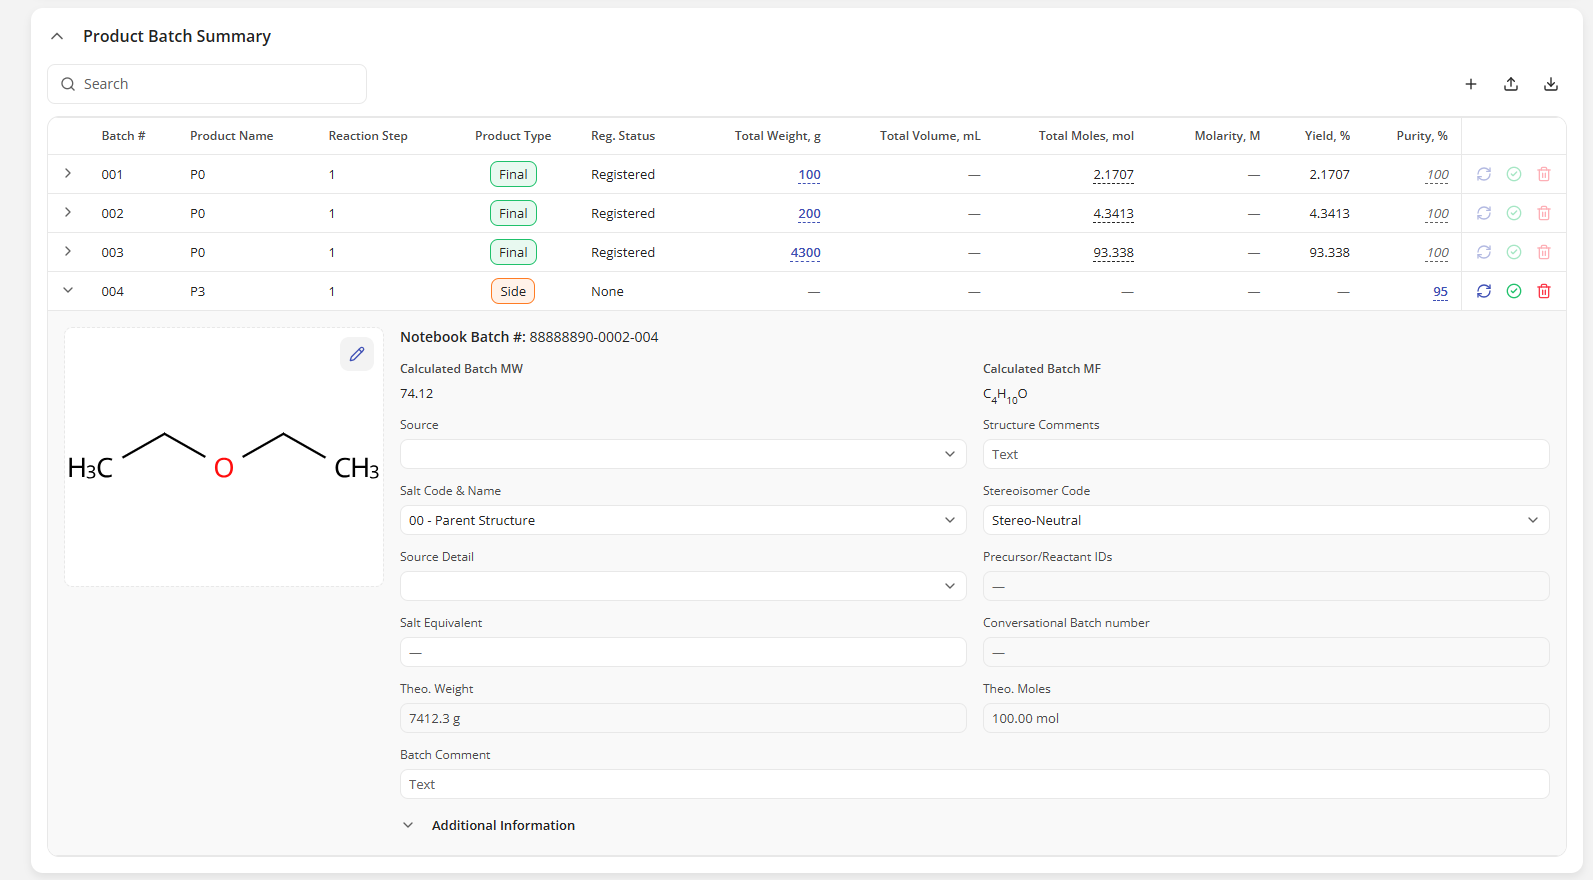 Product Batch Summary
Search
Batch # Product Name Reaction Step Product Type Reg. Status Total Weight, g Total Volume, mL Total Moles, mol Molarity, M Yield, % Purity, %
001 P0 1 Final Registered 100 — 2.1707 — 2.1707 100
002 P0 1 Final Registered 200 — 4.3413 — 4.3413 100
003 P0 1 Final Registered 4300 — 93.338 — 93.338 100
004 P3 1 Side None — — — — — 95
H₃C O CH₃
Notebook Batch #: 88888890-0002-004
Calculated Batch MW Calculated Batch MF
74.12 C₄H₁₀O
Source Structure Comments
Text
Salt Code & Name Stereoisomer Code
00 - Parent Structure Stereo-Neutral
Source Detail Precursor/Reactant IDs
—
Salt Equivalent Conversational Batch number
— —
Theo. Weight Theo. Moles
7412.3 g 100.00 mol
Batch Comment
Text
Additional Information